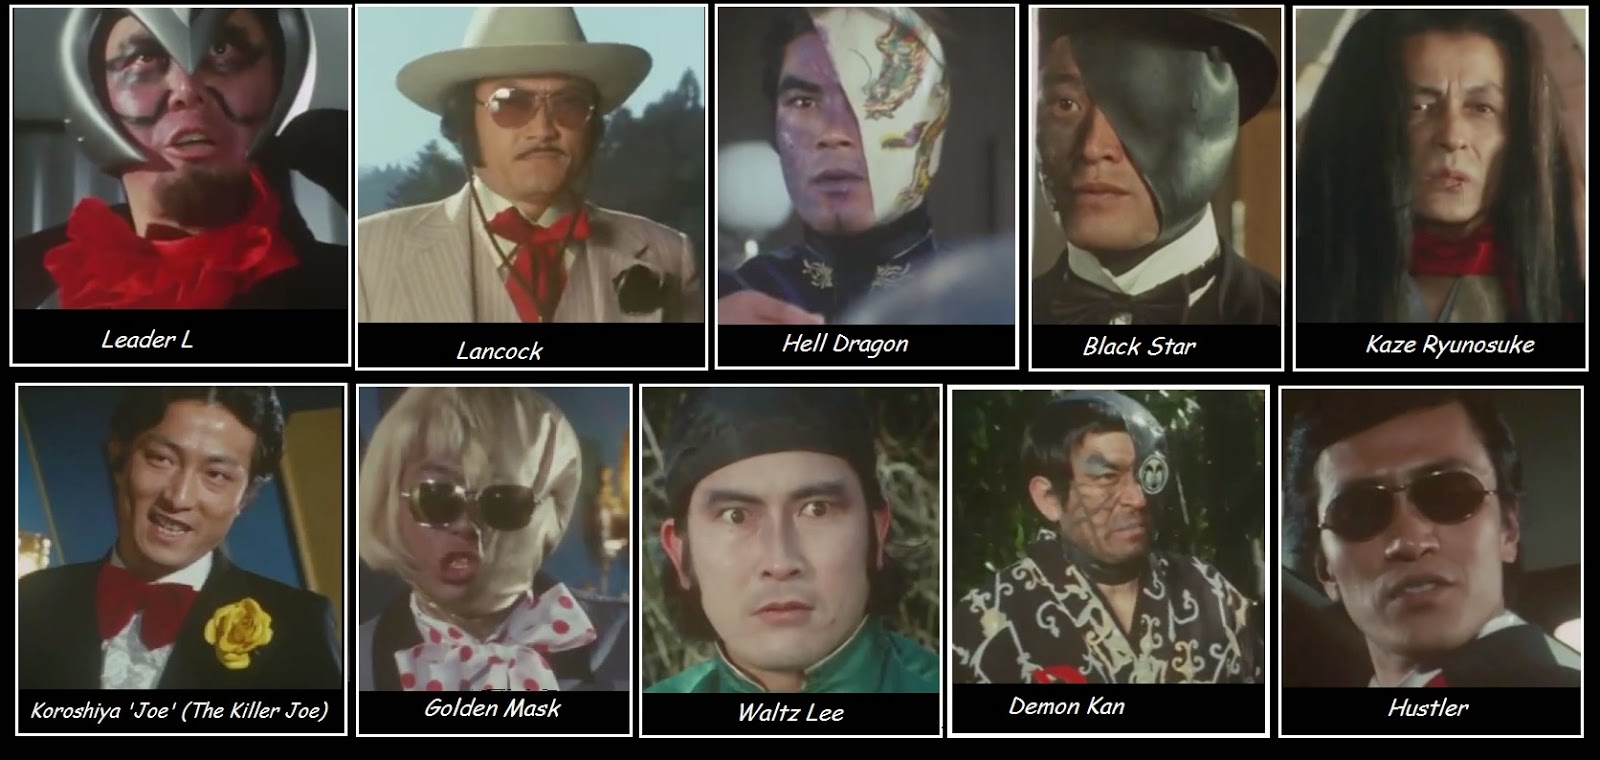 Leader L
Lancock
Hell Dragon
Black Star
Kaze Ryunosuke
Koroshiya 'Joe' (The Killer Joe)
Golden Mask
Waltz Lee
Demon Kan
Hustler